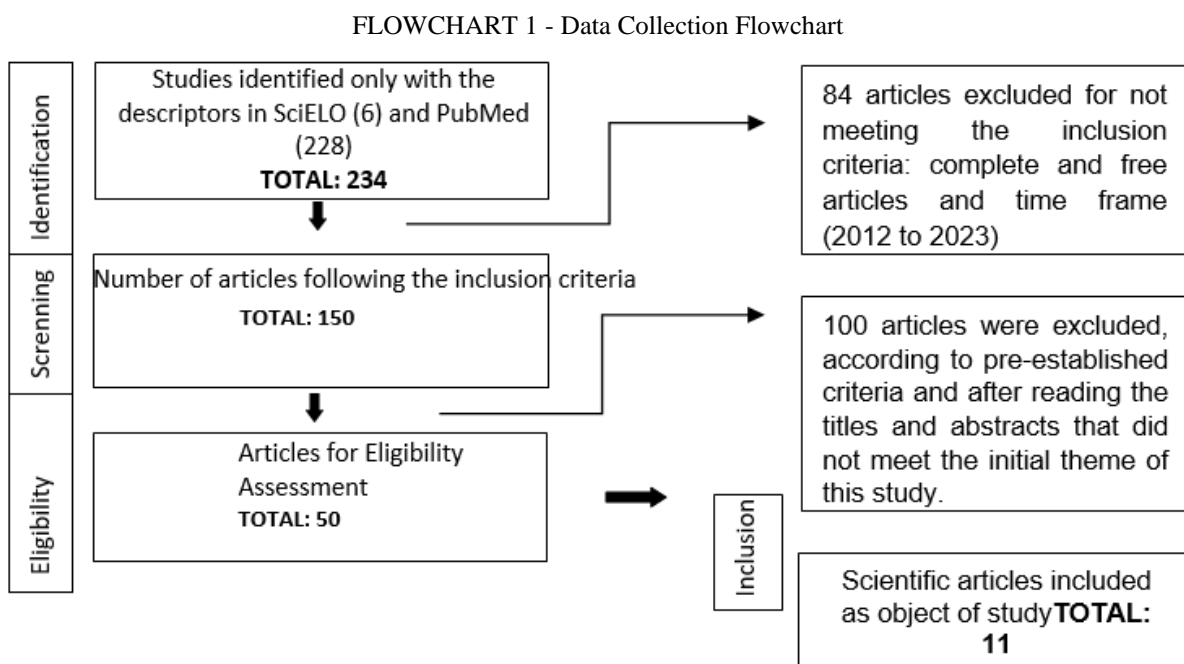 FLOWCHART 1 - Data Collection Flowchart
Identification
Studies identified only with the
descriptors in SciELO (6) and PubMed
(228)
TOTAL: 234
84 articles excluded for not
meeting the inclusion
criteria: complete and free
articles and time frame
(2012 to 2023)
Screnning
Number of articles following the inclusion criteria
TOTAL: 150
100 articles were excluded,
according to pre-established
criteria and after reading the
titles and abstracts that did
not meet the initial theme of
this study.
Eligibility
Articles for Eligibility
Assessment
TOTAL: 50
Inclusion
Scientific articles included
as object of studyTOTAL:
11